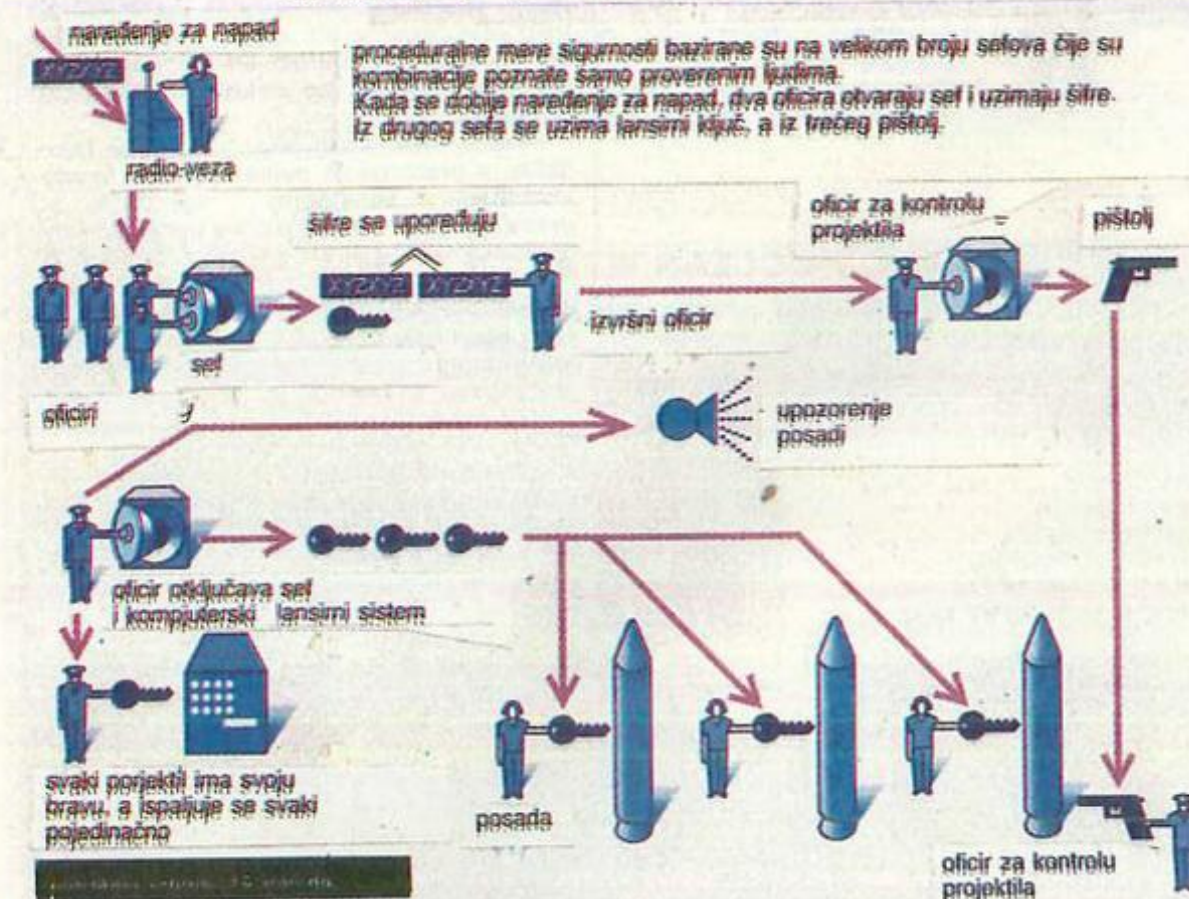 naređenje za napad
XYZXYZ
proceduralne mere sigurnosti bazirane su na velikom broju sefova čije su
kombinacije poznate samo proverenim ljudima.
Kada se dobije naređenje za napad, dva oficira otvaraju sef i uzimaju šifre.
Iz drugog sefa se uzima lansirni ključ, a iz trećeg pištolj.
radio-veza
šifre se upoređuju
XYZXYZ XYZXYZ
oficir za kontrolu
projektila
pištolj
izvršni oficir
sef
oficiri
upozorenje
posadi
oficir otključava sef
i kompjuterski lansirni sistem
svaki porjektil ima svoju
bravu, a ispaljuje se svaki
pojedinačno
posada
oficir za kontrolu
projektila